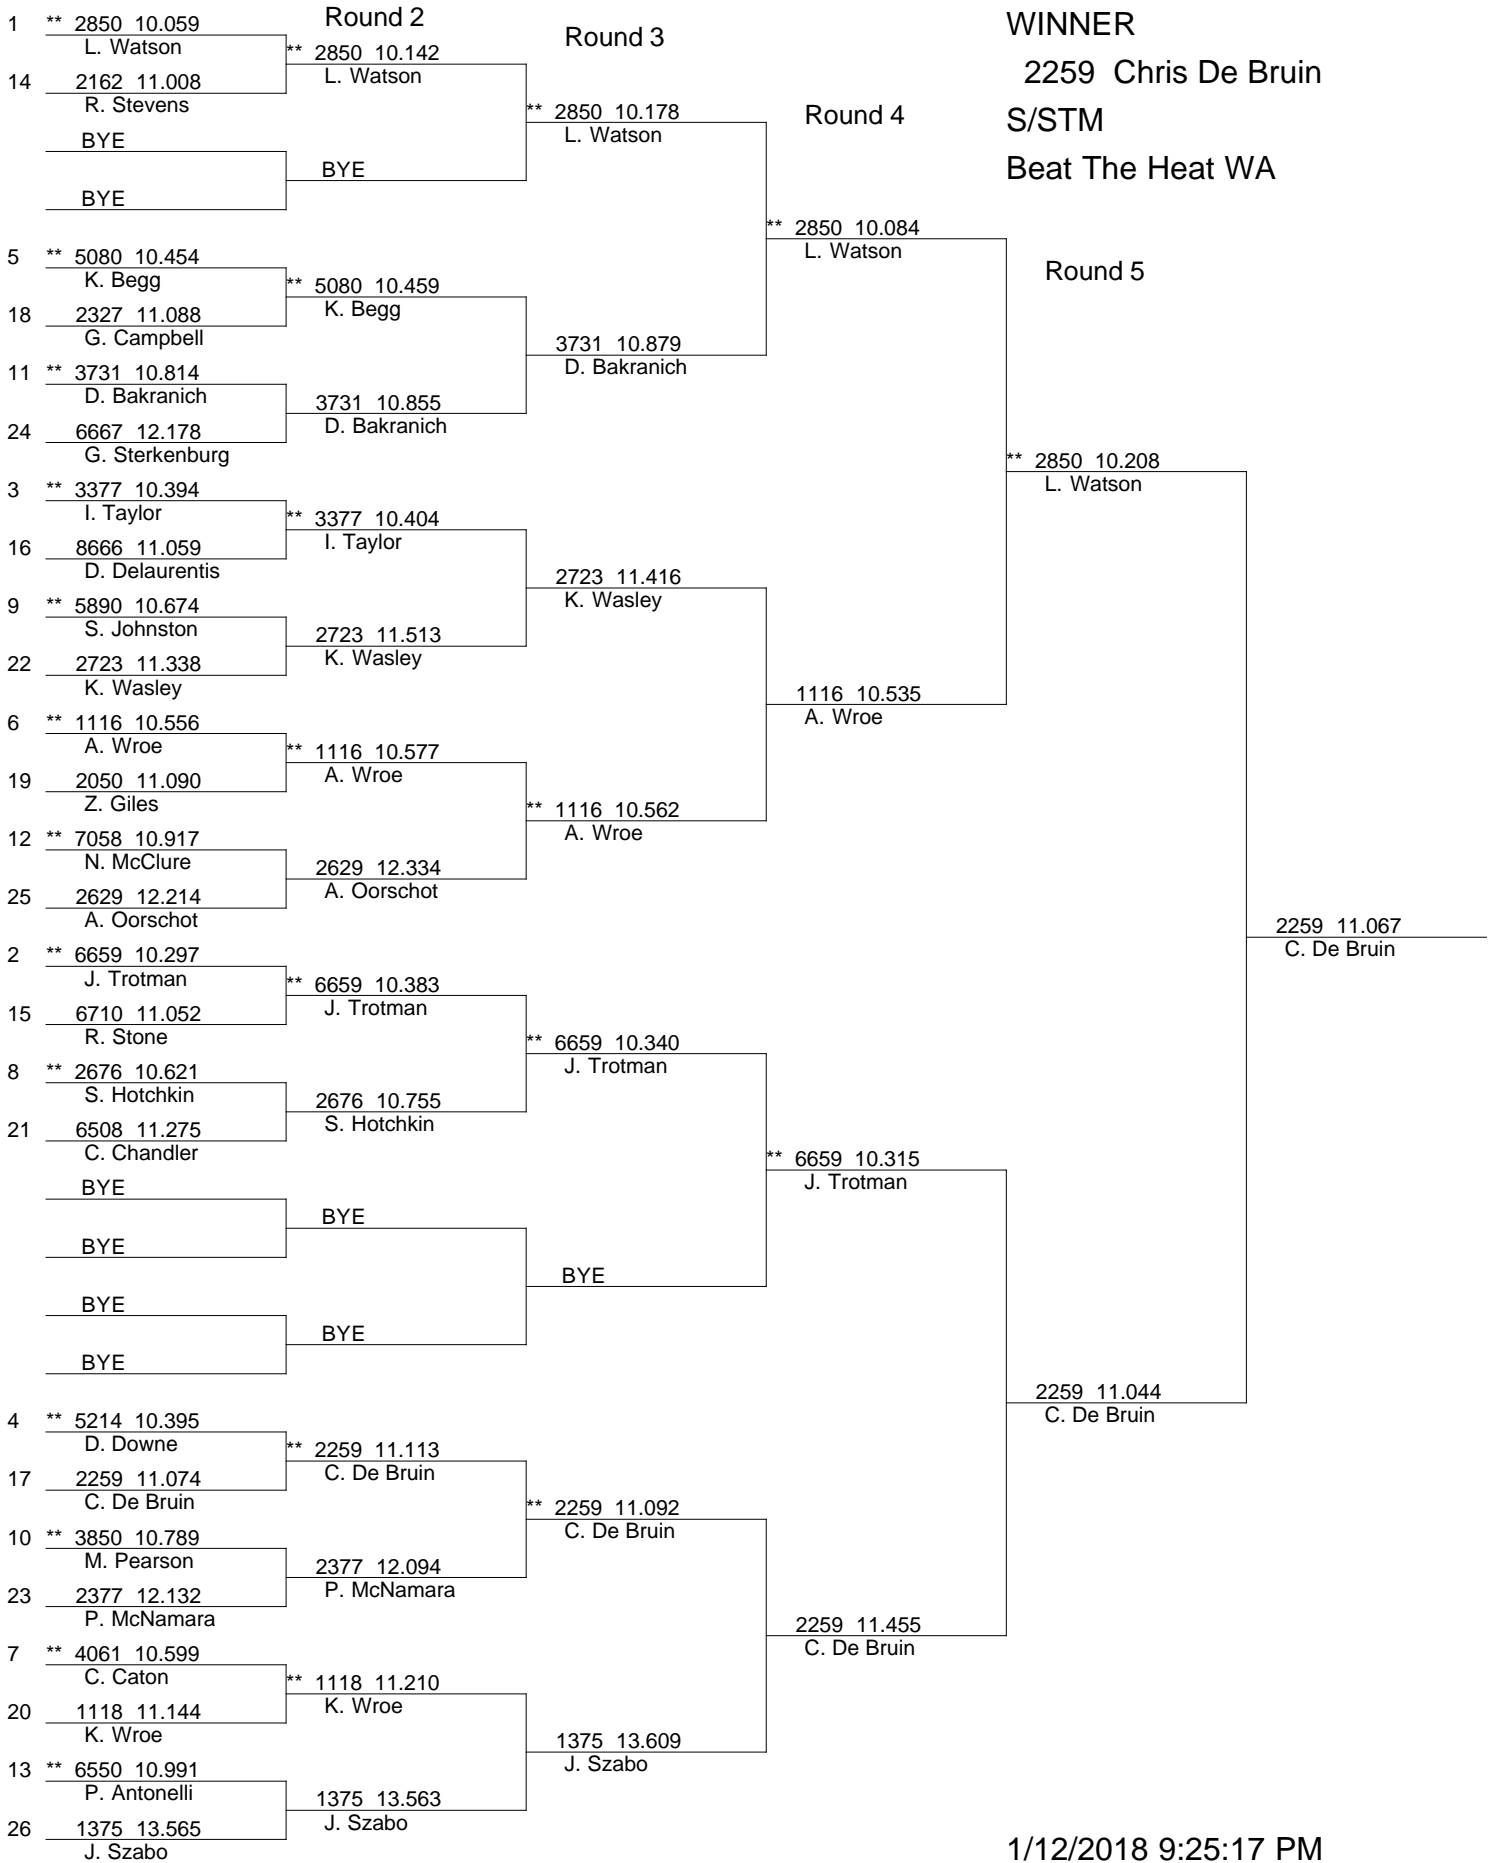 Round 2
Round 3
Round 4
Round 5
WINNER
2259 Chris De Bruin
S/STM
Beat The Heat WA
1 ** 2850 10.059
L. Watson
14 2162 11.008
R. Stevens
BYE
BYE
5 ** 5080 10.454
K. Begg
18 2327 11.088
G. Campbell
11 ** 3731 10.814
D. Bakranich
24 6667 12.178
G. Sterkenburg
3 ** 3377 10.394
I. Taylor
16 8666 11.059
D. Delaurentis
9 ** 5890 10.674
S. Johnston
22 2723 11.338
K. Wasley
6 ** 1116 10.556
A. Wroe
19 2050 11.090
Z. Giles
12 ** 7058 10.917
N. McClure
25 2629 12.214
A. Oorschot
2 ** 6659 10.297
J. Trotman
15 6710 11.052
R. Stone
8 ** 2676 10.621
S. Hotchkin
21 6508 11.275
C. Chandler
BYE
BYE
BYE
BYE
4 ** 5214 10.395
D. Downe
17 2259 11.074
C. De Bruin
10 ** 3850 10.789
M. Pearson
23 2377 12.132
P. McNamara
7 ** 4061 10.599
C. Caton
20 1118 11.144
K. Wroe
13 ** 6550 10.991
P. Antonelli
26 1375 13.565
J. Szabo
** 2850 10.142
L. Watson
BYE
** 5080 10.459
K. Begg
3731 10.855
D. Bakranich
** 3377 10.404
I. Taylor
2723 11.513
K. Wasley
** 1116 10.577
A. Wroe
2629 12.334
A. Oorschot
** 6659 10.383
J. Trotman
2676 10.755
S. Hotchkin
BYE
BYE
** 2259 11.113
C. De Bruin
2377 12.094
P. McNamara
** 1118 11.210
K. Wroe
1375 13.563
J. Szabo
** 2850 10.178
L. Watson
3731 10.879
D. Bakranich
2723 11.416
K. Wasley
** 1116 10.562
A. Wroe
** 6659 10.340
J. Trotman
BYE
** 2259 11.092
C. De Bruin
1375 13.609
J. Szabo
** 2850 10.084
L. Watson
1116 10.535
A. Wroe
** 6659 10.315
J. Trotman
2259 11.455
C. De Bruin
** 2850 10.208
L. Watson
2259 11.044
C. De Bruin
2259 11.067
C. De Bruin
1/12/2018 9:25:17 PM